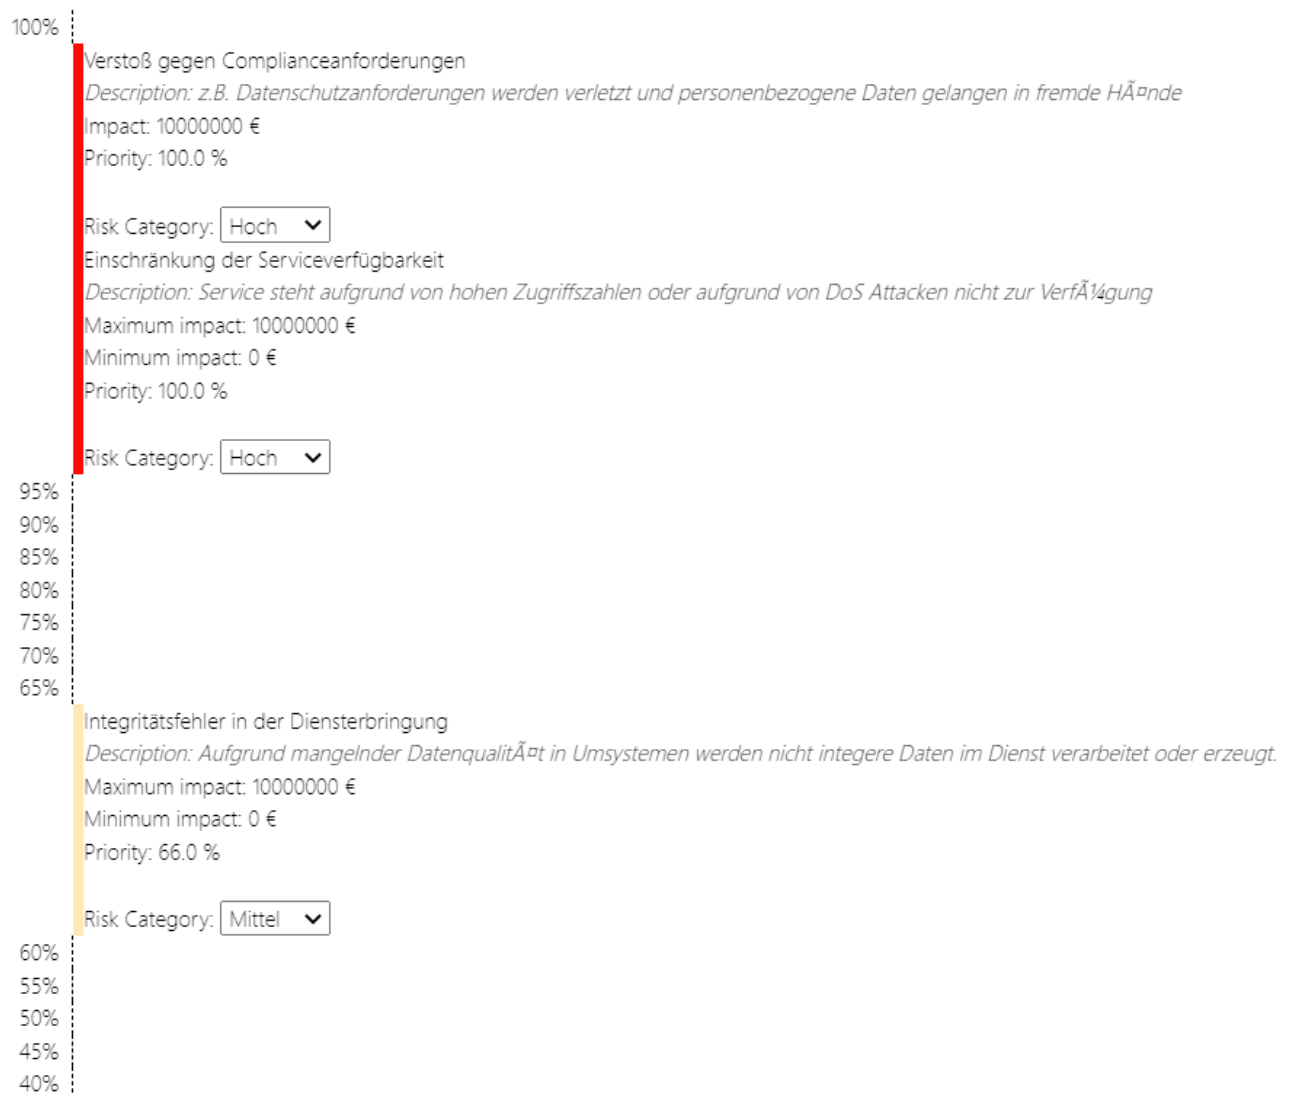 100%
Verstoß gegen Complianceanforderungen
Description: z.B. Datenschutzanforderungen werden verletzt und personenbezogene Daten gelangen in fremde HÃ¤nde
Impact: 10000000 €
Priority: 100.0 %
Risk Category: Hoch
Einschränkung der Serviceverfügbarkeit
Description: Service steht aufgrund von hohen Zugriffszahlen oder aufgrund von DoS Attacken nicht zur VerfÃ¼gung
Maximum impact: 10000000 €
Minimum impact: 0 €
Priority: 100.0 %
Risk Category: Hoch
95%
90%
85%
80%
75%
70%
65%
Integritätsfehler in der Diensterbringung
Description: Aufgrund mangelnder DatenqualitÃ¤t in Umsystemen werden nicht integere Daten im Dienst verarbeitet oder erzeugt.
Maximum impact: 10000000 €
Minimum impact: 0 €
Priority: 66.0 %
Risk Category: Mittel
60%
55%
50%
45%
40%